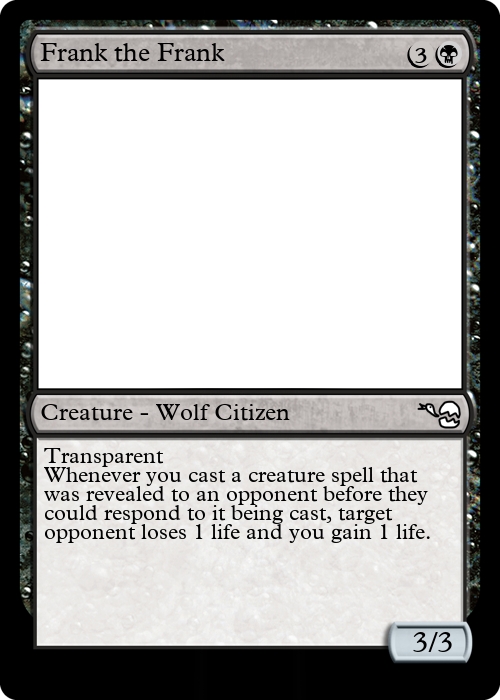 Frank the Frank
3
Creature - Wolf Citizen
Transparent
Whenever you cast a creature spell that
was revealed to an opponent before they
could respond to it being cast, target
opponent loses 1 life and you gain 1 life.
3/3